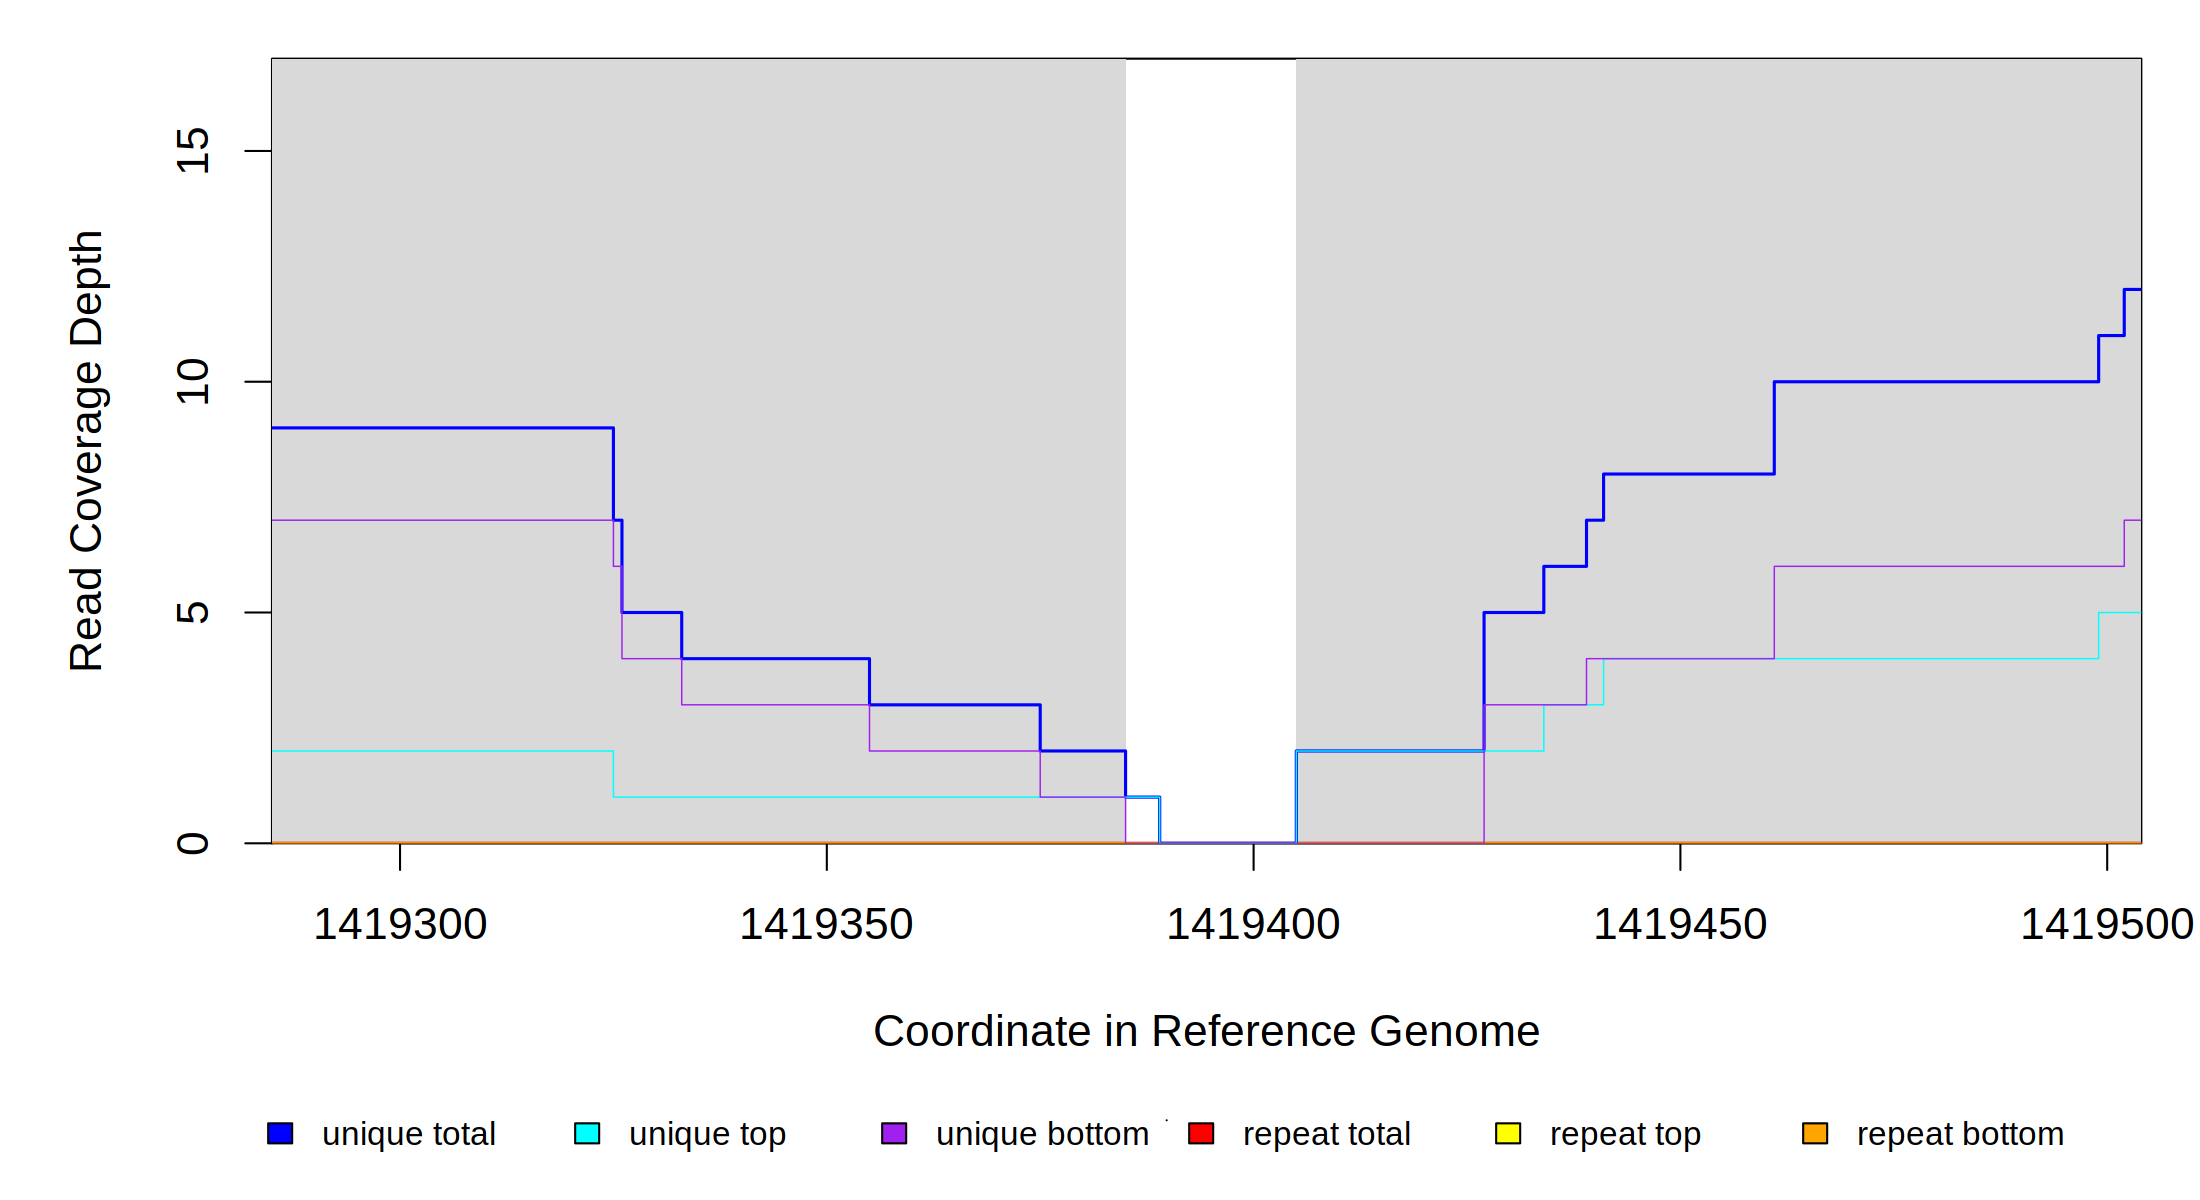 Read Coverage Depth
15
10
5
0
1419300 1419350 1419400 1419450 1419500
Coordinate in Reference Genome
unique total unique top unique bottom repeat total repeat top repeat bottom